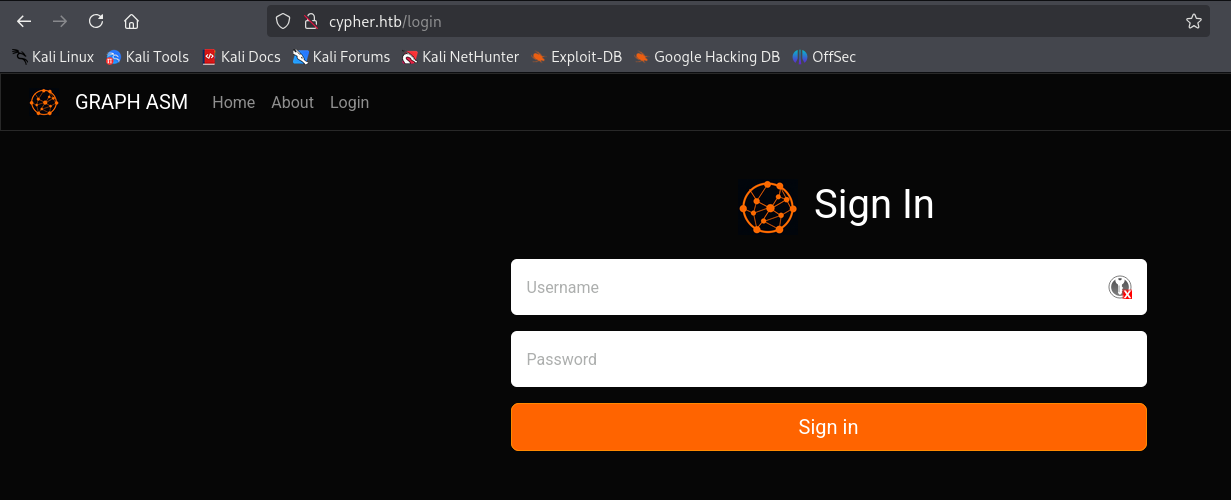 cypher.htb/login
Kali Linux Kali Tools Kali Docs Kali Forums Kali NetHunter Exploit-DB Google Hacking DB OffSec
GRAPH ASM Home About Login
Sign In
Username
Password
Sign in